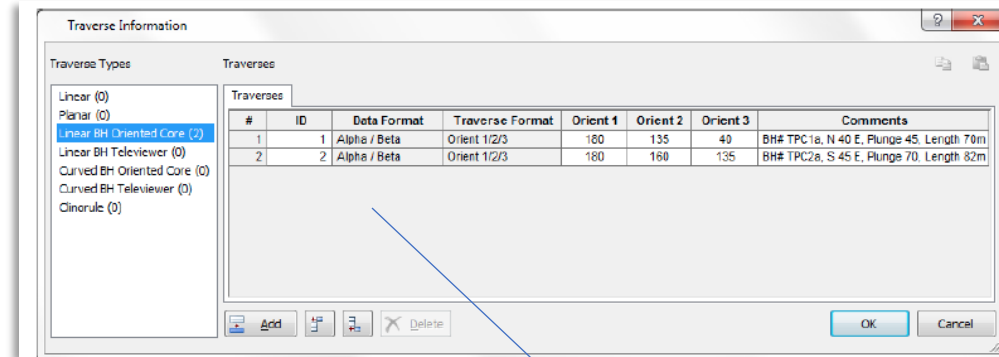 Traverse Information
Traverse Types
Traverses
Linear (0)
Planar (0)
Linear BH Oriented Core (2)
Linear BH Televiewer (0)
Curved BH Oriented Core (0)
Curved BH Televiewer (0)
Clinorule (0)
Traverses
# ID Data Format Traverse Format Orient 1 Orient 2 Orient 3 Comments
1 1 Alpha / Beta Orient 1/2/3 180 135 40 BH# TPC1a, N 40 E, Plunge 45, Length 70m
2 2 Alpha / Beta Orient 1/2/3 180 160 135 BH# TPC2a, S 45 E, Plunge 70, Length 82m
Add Delete OK Cancel